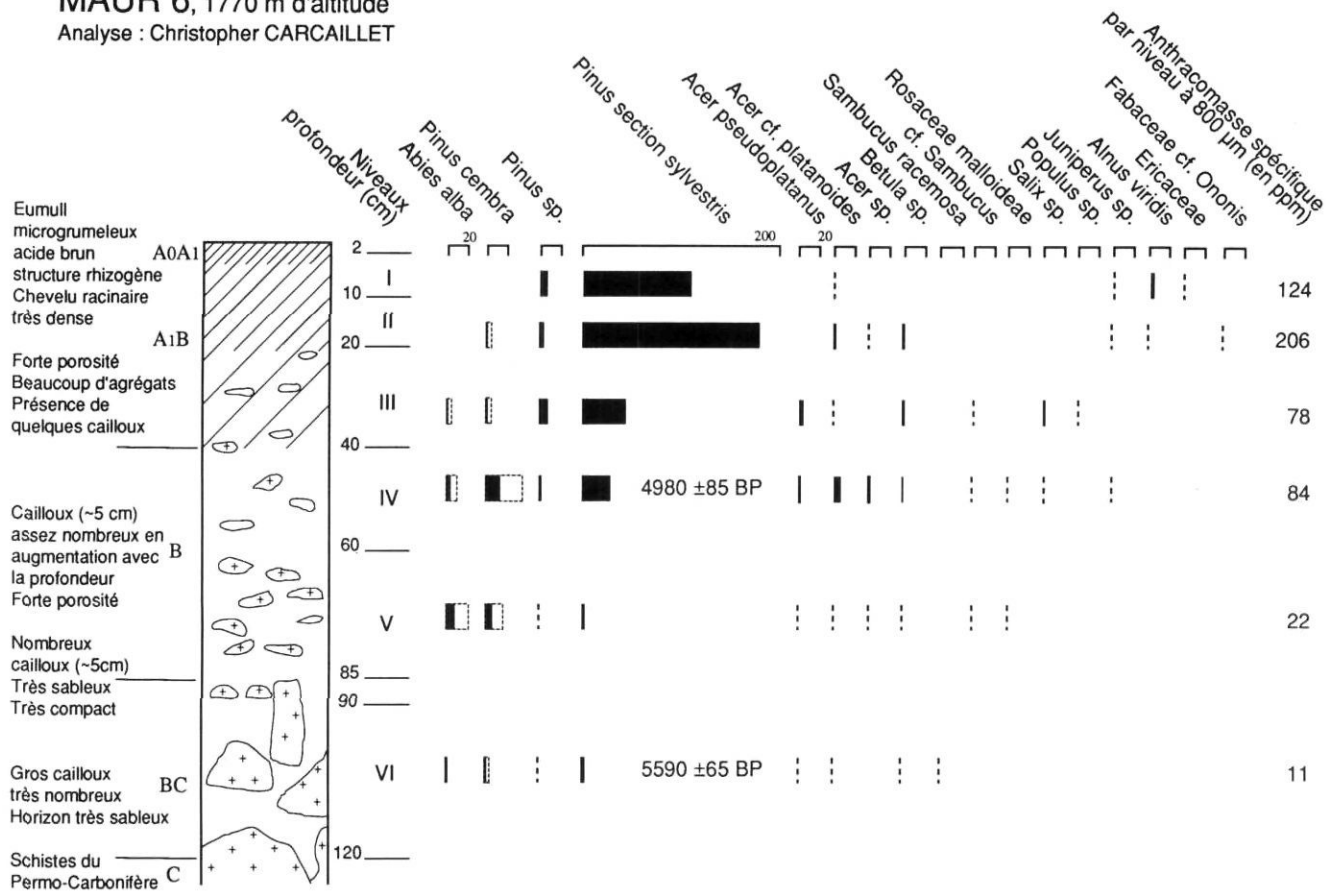 MAUR 6, 1770 m d'altitude
Analyse : Christopher CARCAILLET
Niveaux
profondeur (cm)
Abies alba
Pinus cembra
Pinus sp.
Pinus section sylvestris
Acer pseudoplatanus
Acer cf. platanoides
Acer sp.
Betula sp.
Sambucus racemosa
cf. Sambucus
Rosaceae malloideae
Salix sp.
Populus sp.
Juniperus sp.
Alnus viridis
Ericaceae
Fabaceae cf. Ononis
Anthracomasse spécifique
par niveau à 800 µm (en ppm)
20
200
20
Eumull
microgrumeleux
acide brun
structure rhizogène
Chevelu racinaire
très dense
A0A1
A1B
Forte porosité
Beaucoup d'agrégats
Présence de
quelques cailloux
Cailloux (~5 cm)
assez nombreux en
augmentation avec
la profondeur
Forte porosité
B
Nombreux
cailloux (~5cm)
Très sableux
Très compact
Gros cailloux
très nombreux
Horizon très sableux
BC
Schistes du
Permo-Carbonifère
C
2
I
124
10
II
206
20
III
78
40
IV
4980 ±85 BP
84
60
V
22
85
90
VI
5590 ±65 BP
11
120